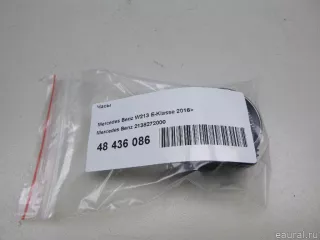 Часы
Mercedes Benz W213 E-Klasse 2016>
Mercedes Benz 2138272000
48 436 086
© eaural.ru